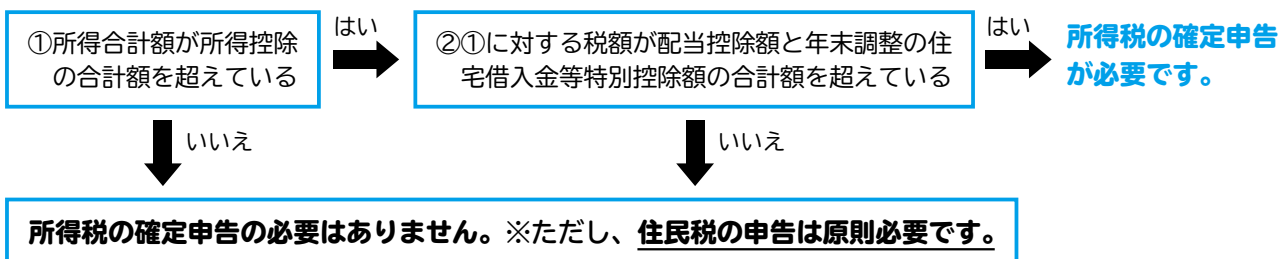 ①所得合計額が所得控除
の合計額を超えている
はい
②①に対する税額が配当控除額と年末調整の住
宅借入金等特別控除額の合計額を超えている
はい
所得税の確定申告
が必要です。
いいえ
いいえ
所得税の確定申告の必要はありません。※ただし、住民税の申告は原則必要です。